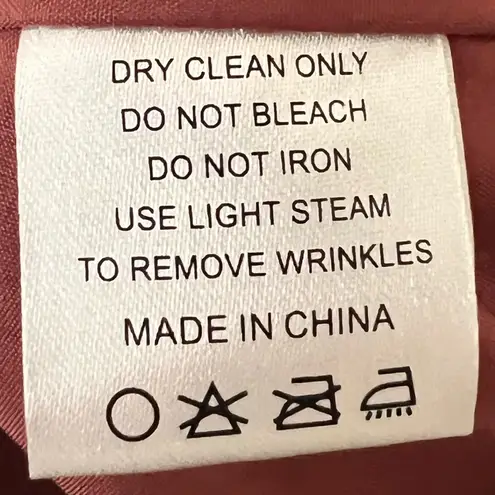 DRY CLEAN ONLY
DO NOT BLEACH
DO NOT IRON
USE LIGHT STEAM
TO REMOVE WRINKLES
MADE IN CHINA